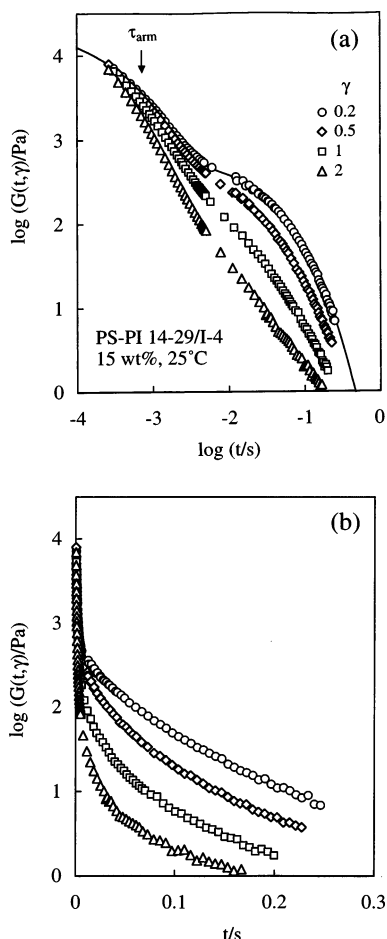 (a)
τarm
γ
0.2
0.5
1
2
4
3
2
1
0
log (G(t,γ)/Pa)
PS-PI 14-29/I-4
15 wt%, 25°C
-4 -3 -2 -1 0
log (t/s)
(b)
4
3
2
1
0
log (G(t,γ)/Pa)
0 0.1 0.2 0.3
t/s